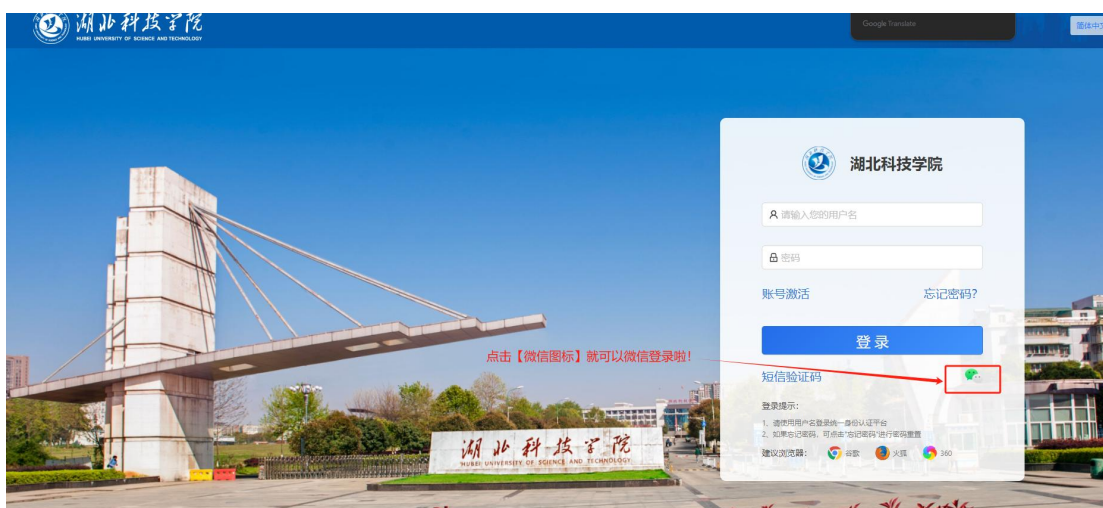 湖北科技学院
HUBEI UNIVERSITY OF SCIENCE AND TECHNOLOGY
Google Translate
简体中文
湖北科技学院
请输入您的用户名
密码
账号激活 忘记密码?
登录
点击【微信图标】就可以微信登录啦!
短信验证码
登录提示:
1、请使用用户名登录统一身份认证平台
2、如果忘记密码,可点击"忘记密码"进行密码重置
建议浏览器: 谷歌 火狐 360
湖北科技学院
HUBEI UNIVERSITY OF SCIENCE AND TECHNOLOGY